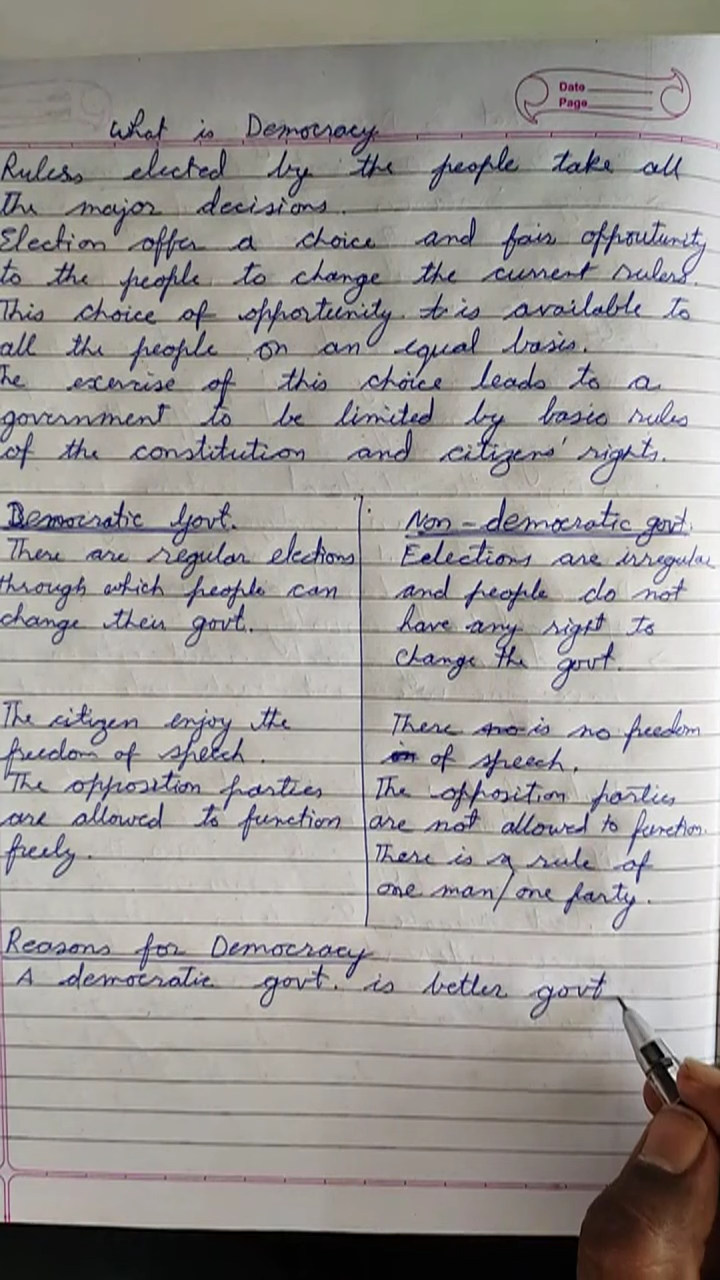 Date
Page
What is Democracy
Rulers elected by the people take all
the major decisions.
Election offer a choice and fair opportunity
to the people to change the current rulers.
This choice of opportunity is available to
all the people on an equal basis.
The exercise of this choice leads to a
government to be limited by basic rules
of the constitution and citizens' rights.
Democratic Govt.
There are regular elections
through which people can
change their govt.
The citizen enjoy the
freedom of speech.
The opposition parties
are allowed to function
freely.
Non-democratic govt.
Eelections are irregular
and people do not
have any right to
change the govt.
There is no freedom
of speech.
The opposition parties
are not allowed to function.
There is a rule of
one man/one party.
Reasons for Democracy
A democratic govt. is better govt